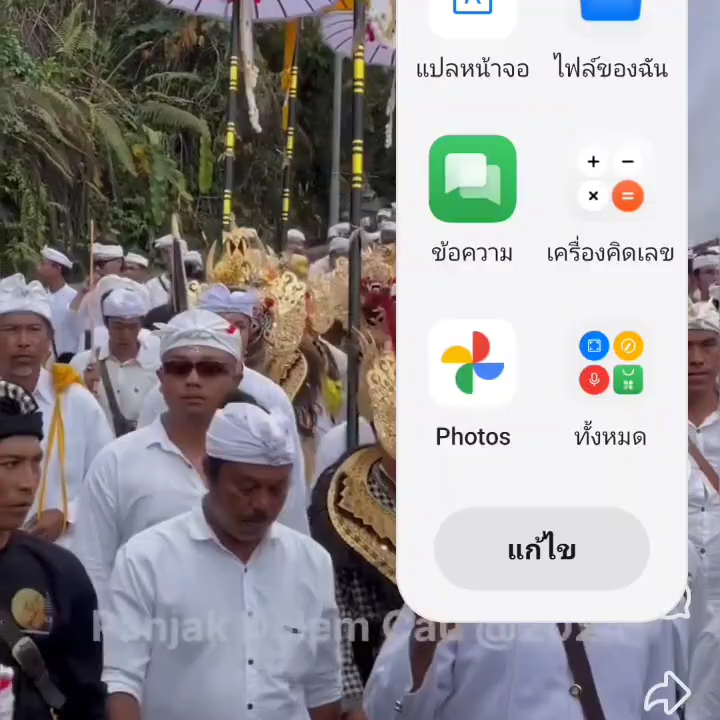 แปลหน้าจอ ไฟล์ของฉัน
ข้อความ เครื่องคิดเลข
Photos ทั้งหมด
แก้ไข